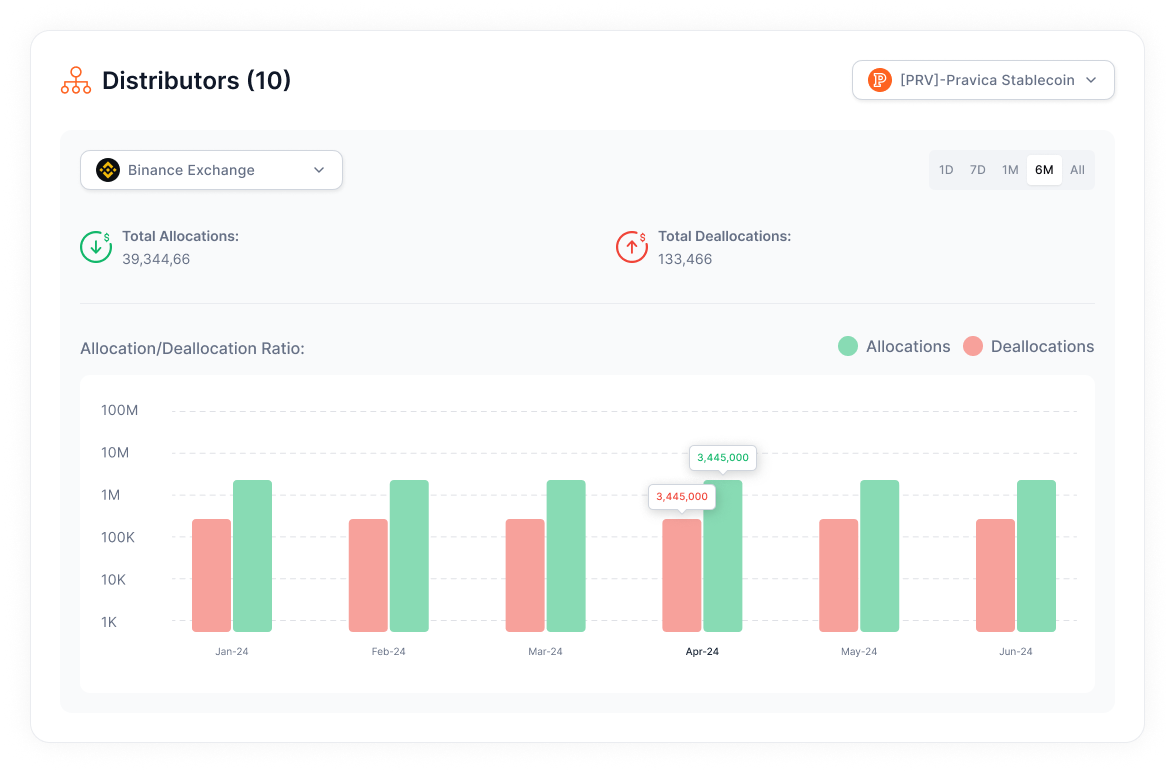 Distributors (10)
[PRV]-Pravica Stablecoin
Binance Exchange
1D 7D 1M 6M All
Total Allocations:
39,344,66
Total Deallocations:
133,466
Allocation/Deallocation Ratio:
Allocations Deallocations
100M
10M
1M
100K
10K
1K
3,445,000
3,445,000
Jan-24 Feb-24 Mar-24 Apr-24 May-24 Jun-24